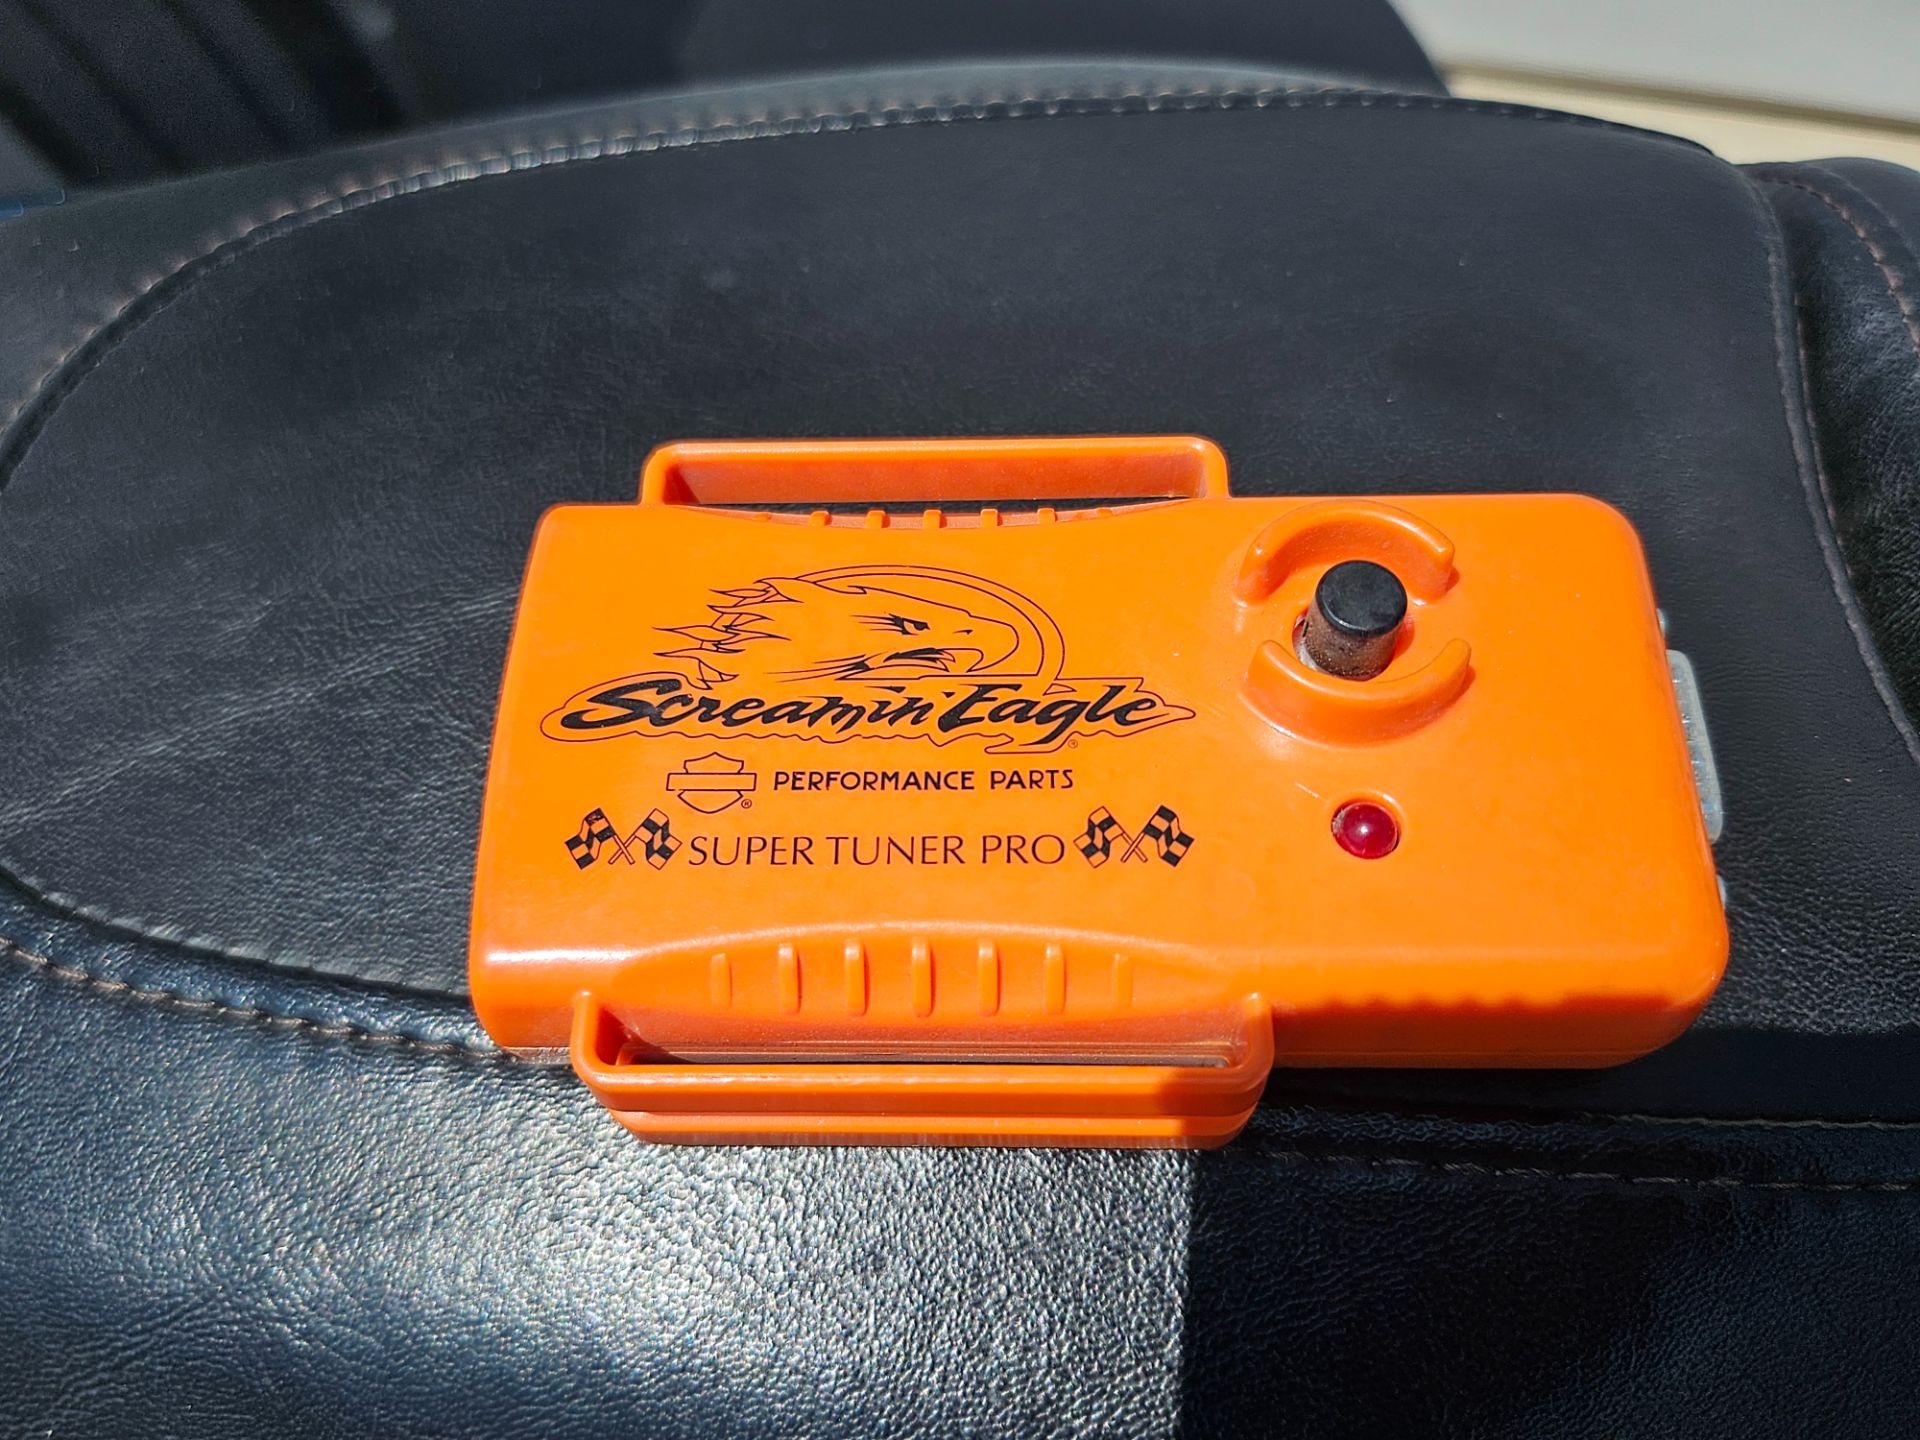 Screamin' Eagle ®
® PERFORMANCE PARTS
SUPER TUNER PRO